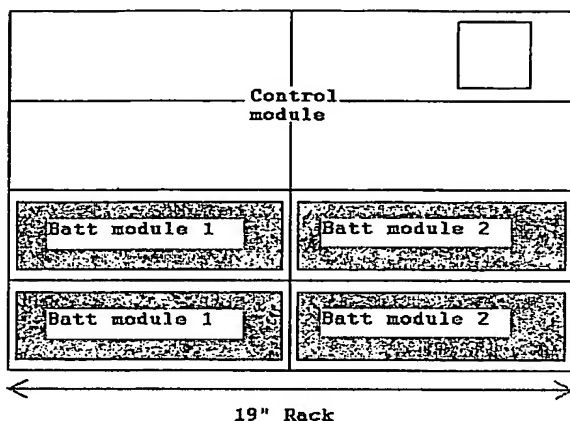 Control
module
Batt module 1
Batt module 2
Batt module 1
Batt module 2
19" Rack